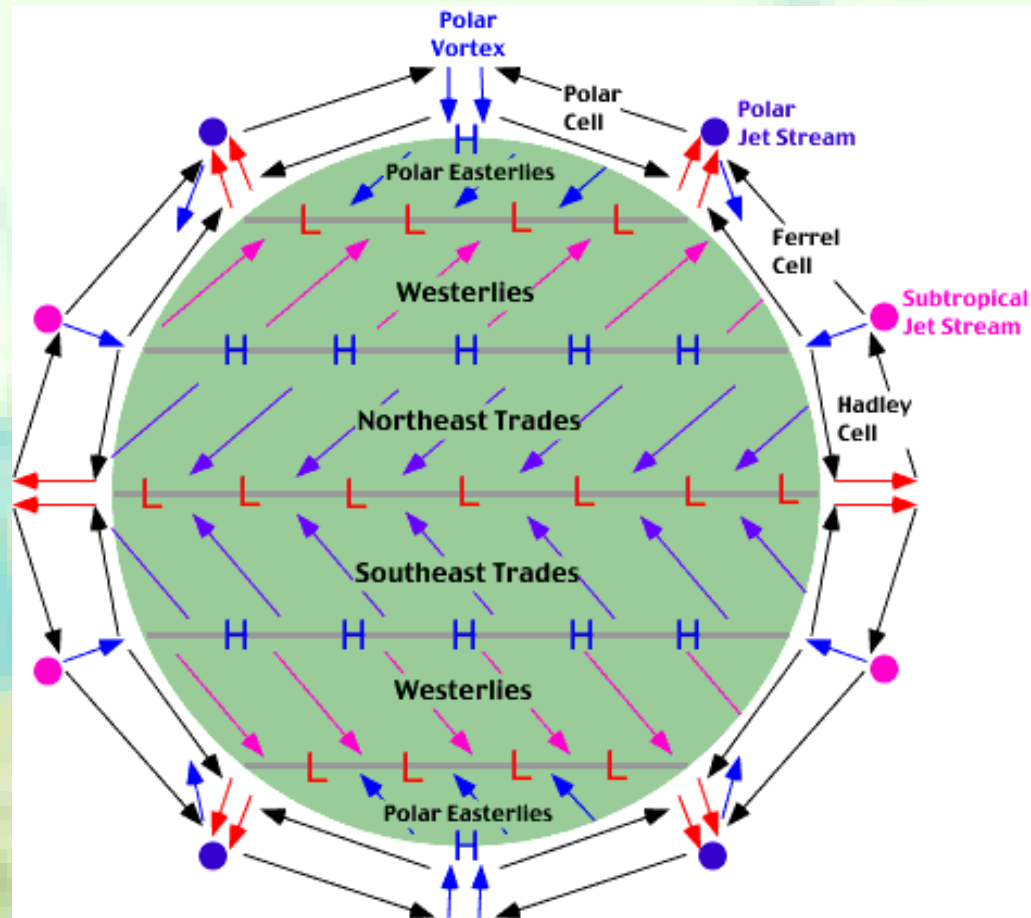 Polar
Vortex
Polar
Cell
Polar
Jet Stream
H
Polar Easterlies
L L L L
Ferrel
Cell
Westerlies
Subtropical
Jet Stream
H H H H H
Hadley
Cell
Northeast Trades
L L L L L L L
Southeast Trades
H H H H H
Westerlies
L L L L
Polar Easterlies
H